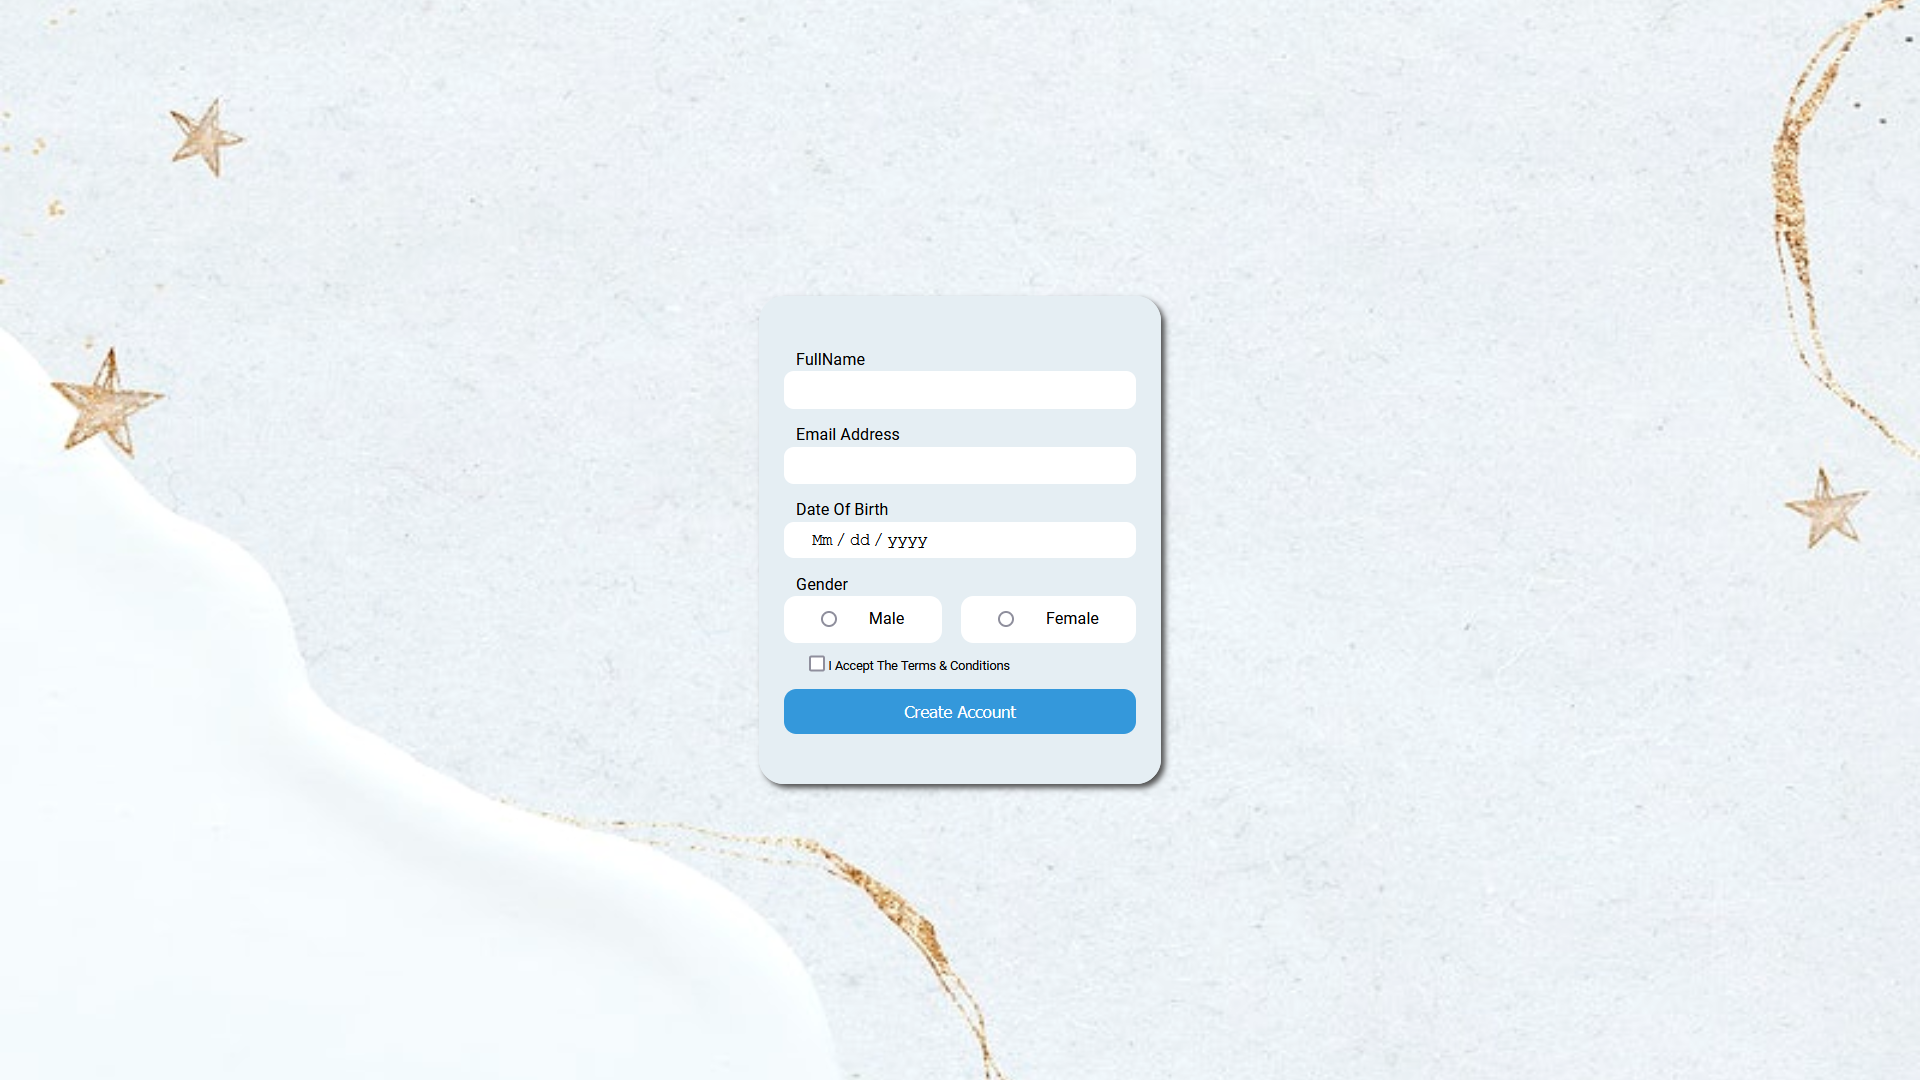 FullName
Email Address
Date Of Birth
Mm / dd / yyyy
Gender
Male Female
I Accept The Terms & Conditions
Create Account